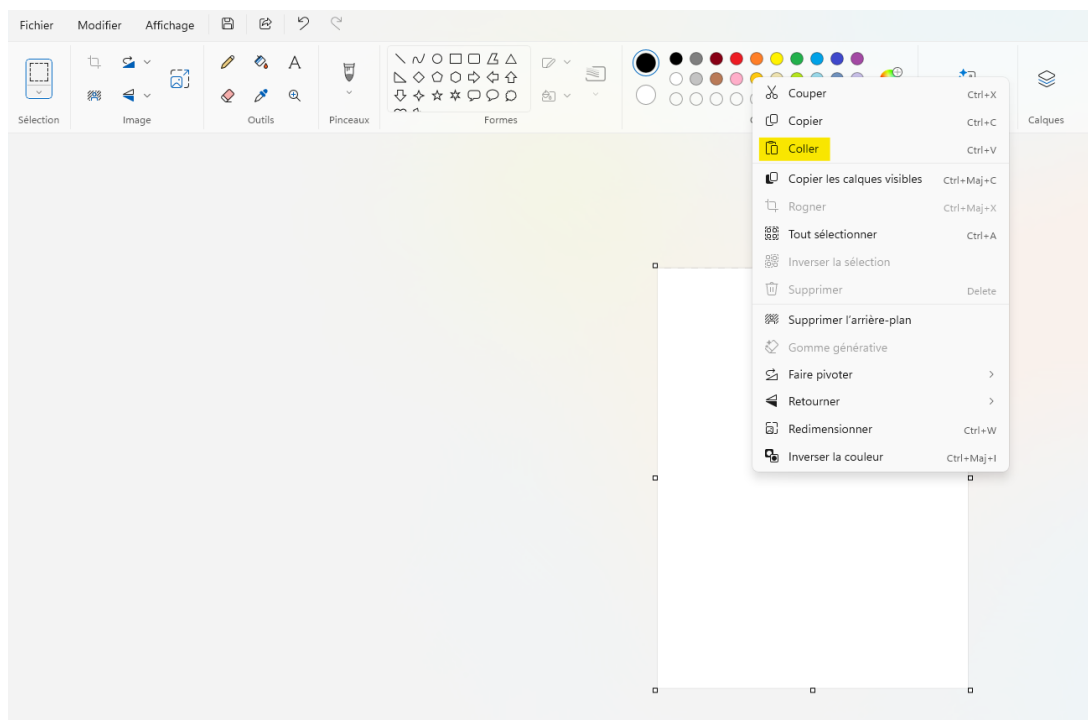 Fichier Modifier Affichage
A
Sélection Image Outils Pinceaux Formes Calques
Couper Ctrl+X
Copier Ctrl+C
Coller Ctrl+V
Copier les calques visibles Ctrl+Maj+C
Rogner Ctrl+Maj+X
Tout sélectionner Ctrl+A
Inverser la sélection
Supprimer Delete
Supprimer l'arrière-plan
Gomme générative
Faire pivoter
Retourner
Redimensionner Ctrl+W
Inverser la couleur Ctrl+Maj+I